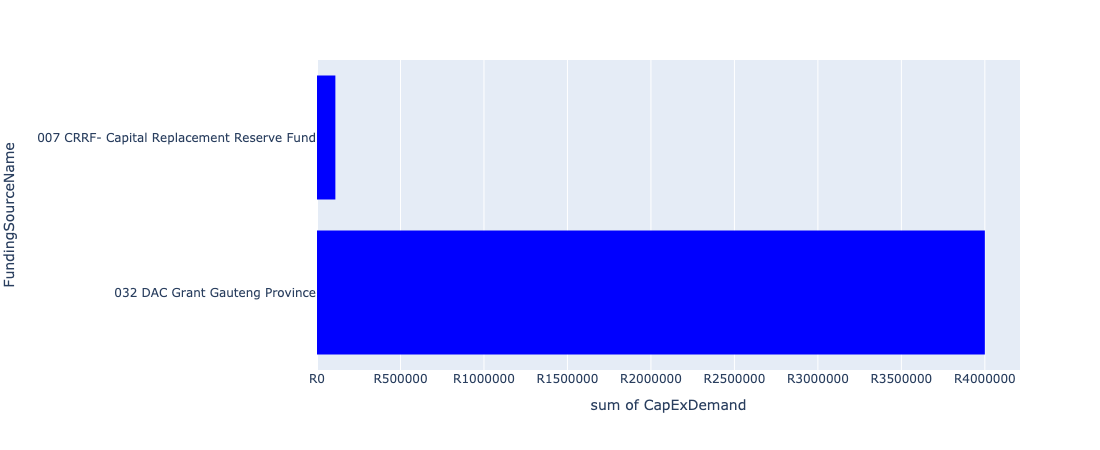 FundingSourceName
007 CRRF- Capital Replacement Reserve Fund
032 DAC Grant Gauteng Province
R0 R500000 R1000000 R1500000 R2000000 R2500000 R3000000 R3500000 R4000000
sum of CapExDemand